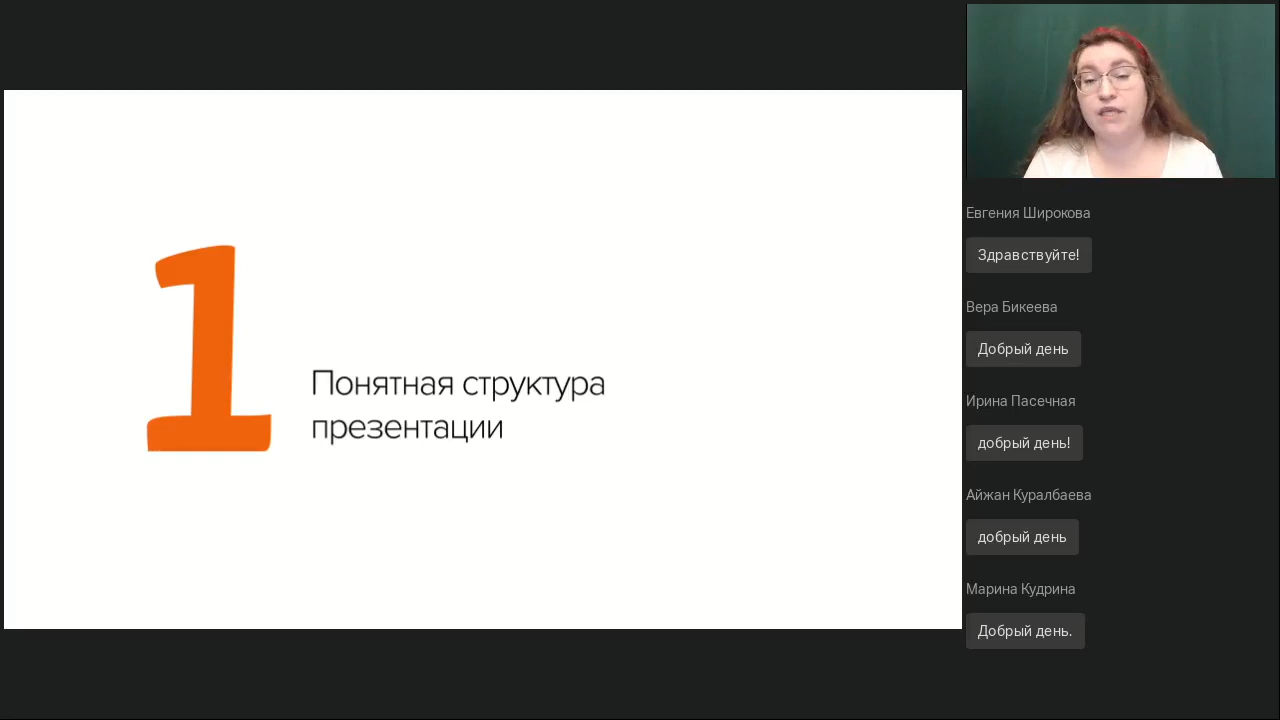 1
Понятная структура
презентации
Евгения Широкова
Здравствуйте!
Вера Бикеева
Добрый день
Ирина Пасечная
добрый день!
Айжан Куралбаева
добрый день
Марина Кудрина
Добрый день.